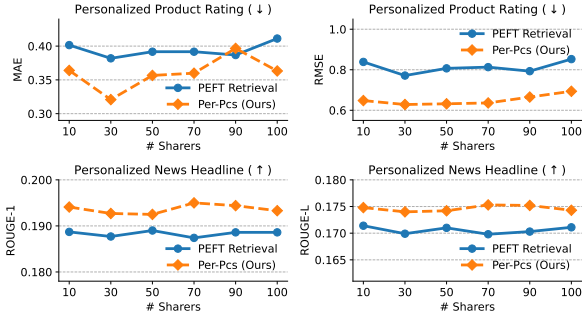 Personalized Product Rating (↓)
MAE
0.40
0.35
0.30
PEFT Retrieval
Per-Pcs (Ours)
10 30 50 70 90 100
# Sharers
Personalized Product Rating (↓)
RMSE
1.0
0.8
0.6
PEFT Retrieval
Per-Pcs (Ours)
10 30 50 70 90 100
# Sharers
Personalized News Headline (↑)
ROUGE-1
0.200
0.190
0.180
PEFT Retrieval
Per-Pcs (Ours)
10 30 50 70 90 100
# Sharers
Personalized News Headline (↑)
ROUGE-L
0.180
0.175
0.170
0.165
PEFT Retrieval
Per-Pcs (Ours)
10 30 50 70 90 100
# Sharers